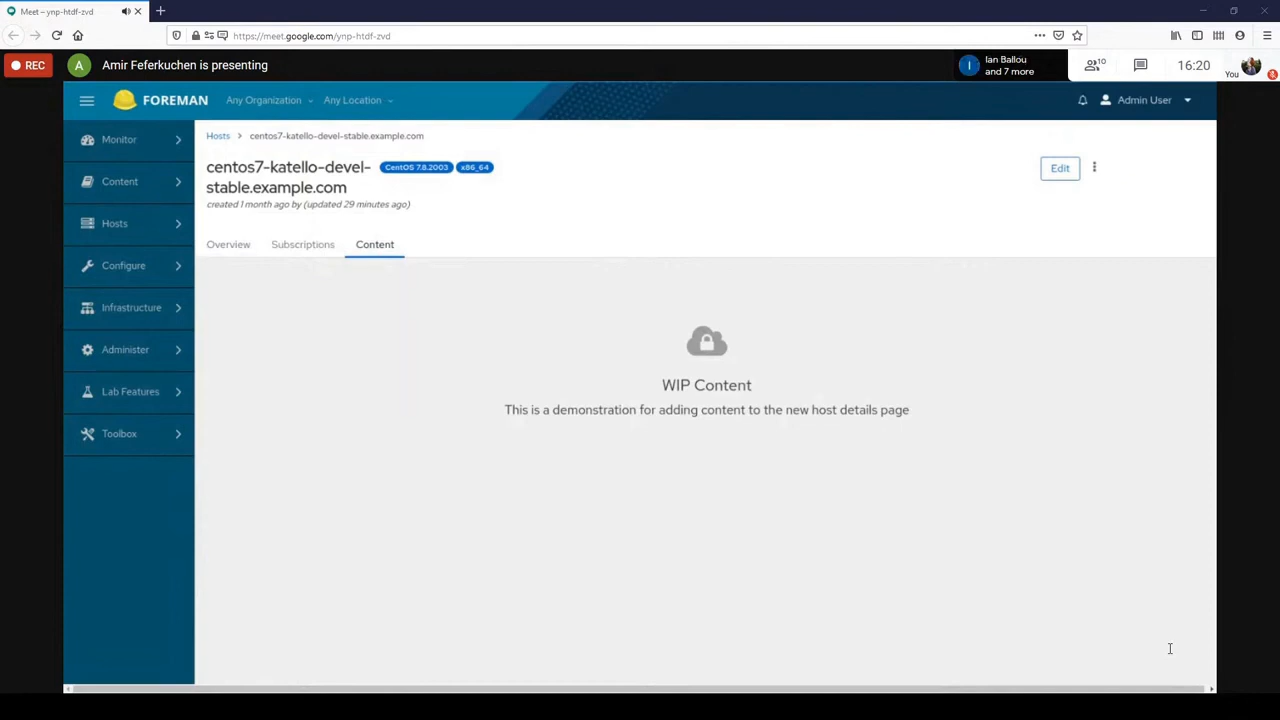 Meet – ynp-htdf-zvd
https://meet.google.com/ynp-htdf-zvd
REC
A
Amir Feferkuchen is presenting
I
Ian Ballou
and 7 more
10
16:20
You
FOREMAN
Any Organization
Any Location
Admin User
Monitor
Content
Hosts
Configure
Infrastructure
Administer
Lab Features
Toolbox
Hosts > centos7-katello-devel-stable.example.com
centos7-katello-devel-
stable.example.com
CentOS 7.8.2003
x86_64
Edit
created 1 month ago by (updated 29 minutes ago)
Overview
Subscriptions
Content
WIP Content
This is a demonstration for adding content to the new host details page